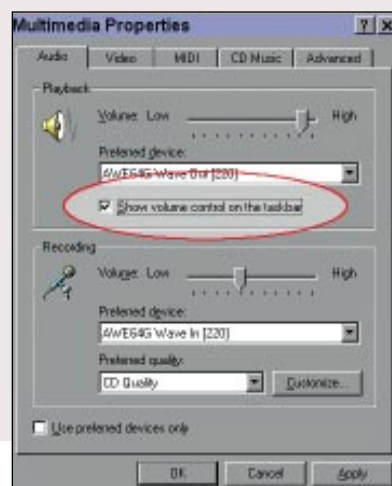 Multimedia Properties ? X
Audio Video MIDI CD Music Advanced
Playback
Volume: Low High
Preferred device:
AWE64G Wave Out [220]
Show volume control on the taskbar
Recording
Volume: Low High
Preferred device:
AWE64G Wave In [220]
Preferred quality:
CD Quality Customize...
Use preferred devices only
OK Cancel Apply